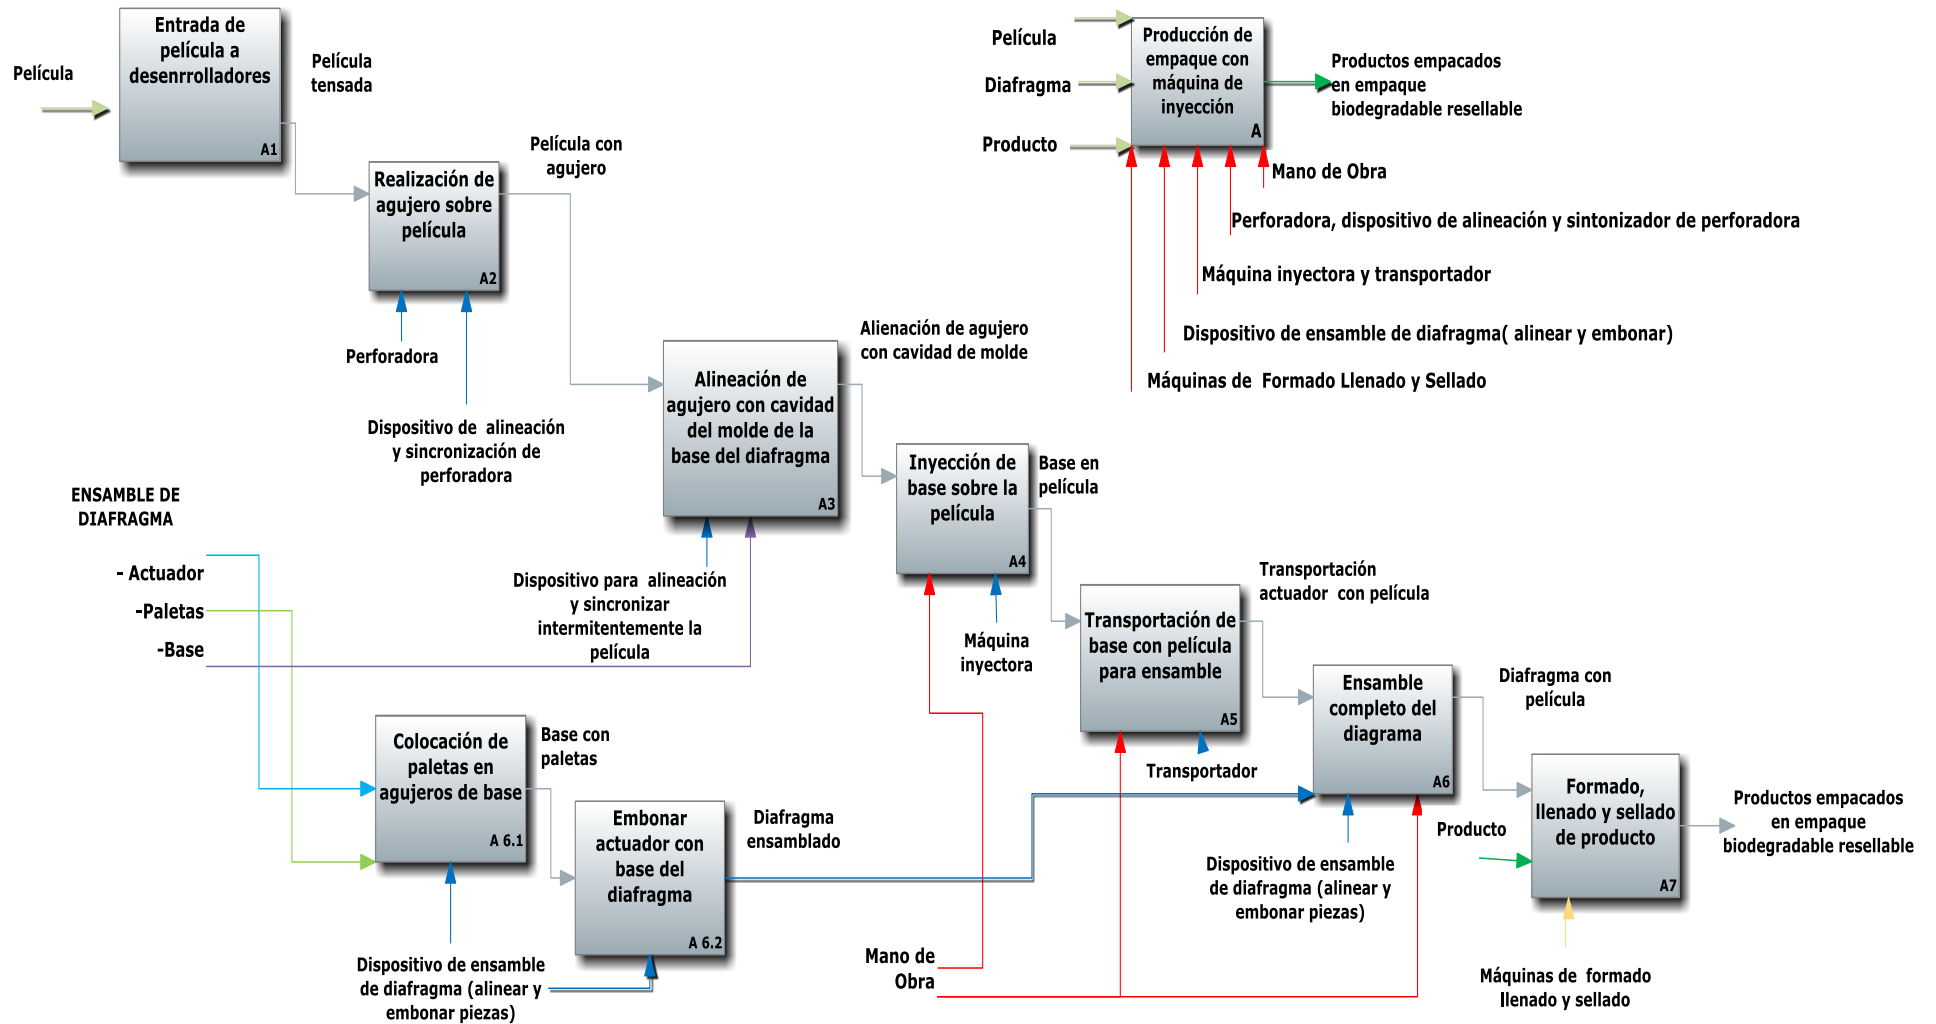 Entrada de
película a
desenrrolladores
A1
Película
Película
tensada
Realización de
agujero sobre
película
A2
Película con
agujero
Perforadora
Dispositivo de alineación
y sincronización de
perforadora
Alineación de
agujero con cavidad
del molde de la
base del diafragma
A3
Alienación de agujero
con cavidad de molde
Dispositivo para alineación
y sincronizar
intermitentemente la
película
Inyección de
base sobre la
película
A4
Base en
película
Máquina
inyectora
Transportación de
base con película
para ensamble
A5
Transportación
actuador con película
Transportador
Ensamble
completo del
diagrama
A6
Diafragma con
película
Dispositivo de ensamble
de diafragma (alinear y
embonar piezas)
Formado,
llenado y sellado
de producto
A7
Producto
Productos empacados
en empaque
biodegradable resellable
Máquinas de formado
llenado y sellado
ENSAMBLE DE
DIAFRAGMA
- Actuador
-Paletas
-Base
Colocación de
paletas en
agujeros de base
A 6.1
Base con
paletas
Embonar
actuador con
base del
diafragma
A 6.2
Diafragma
ensamblado
Dispositivo de ensamble
de diafragma (alinear y
embonar piezas)
Mano de
Obra
Película
Diafragma
Producto
Producción de
empaque con
máquina de
inyección
A
Productos empacados
en empaque
biodegradable resellable
Mano de Obra
Perforadora, dispositivo de alineación y sintonizador de perforadora
Máquina inyectora y transportador
Dispositivo de ensamble de diafragma( alinear y embonar)
Máquinas de Formado Llenado y Sellado